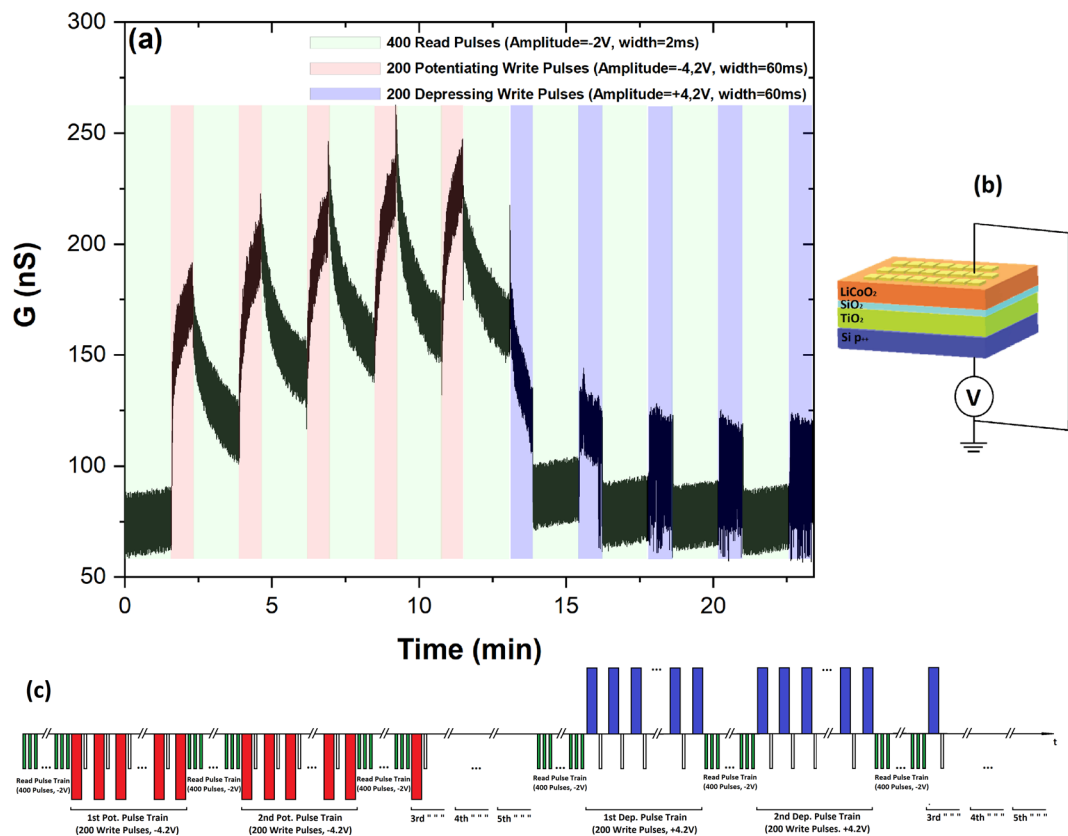 (a)
400 Read Pulses (Amplitude=-2V, width=2ms)
200 Potentiating Write Pulses (Amplitude=-4,2V, width=60ms)
200 Depressing Write Pulses (Amplitude=+4,2V, width=60ms)
300
250
200
150
100
50
G (nS)
0
5
10
15
20
Time (min)
(b)
LiCoO₂
SiO₂
TiO₂
Si p₊₊
V
(c)
...
...
...
...
...
...
...
...
...
...
...
...
t
Read Pulse Train
(400 Pulses, -2V)
Read Pulse Train
(400 Pulses, -2V)
Read Pulse Train
(400 Pulses, -2V)
Read Pulse Train
(400 Pulses, -2V)
Read Pulse Train
(400 Pulses, -2V)
Read Pulse Train
(400 Pulses, -2V)
1st Pot. Pulse Train
(200 Write Pulses, -4.2V)
2nd Pot. Pulse Train
(200 Write Pulses, -4.2V)
3rd " " "
4th " " "
5th " " "
1st Dep. Pulse Train
(200 Write Pulses, +4.2V)
2nd Dep. Pulse Train
(200 Write Pulses. +4.2V)
3rd " " "
4th " " "
5th " " "